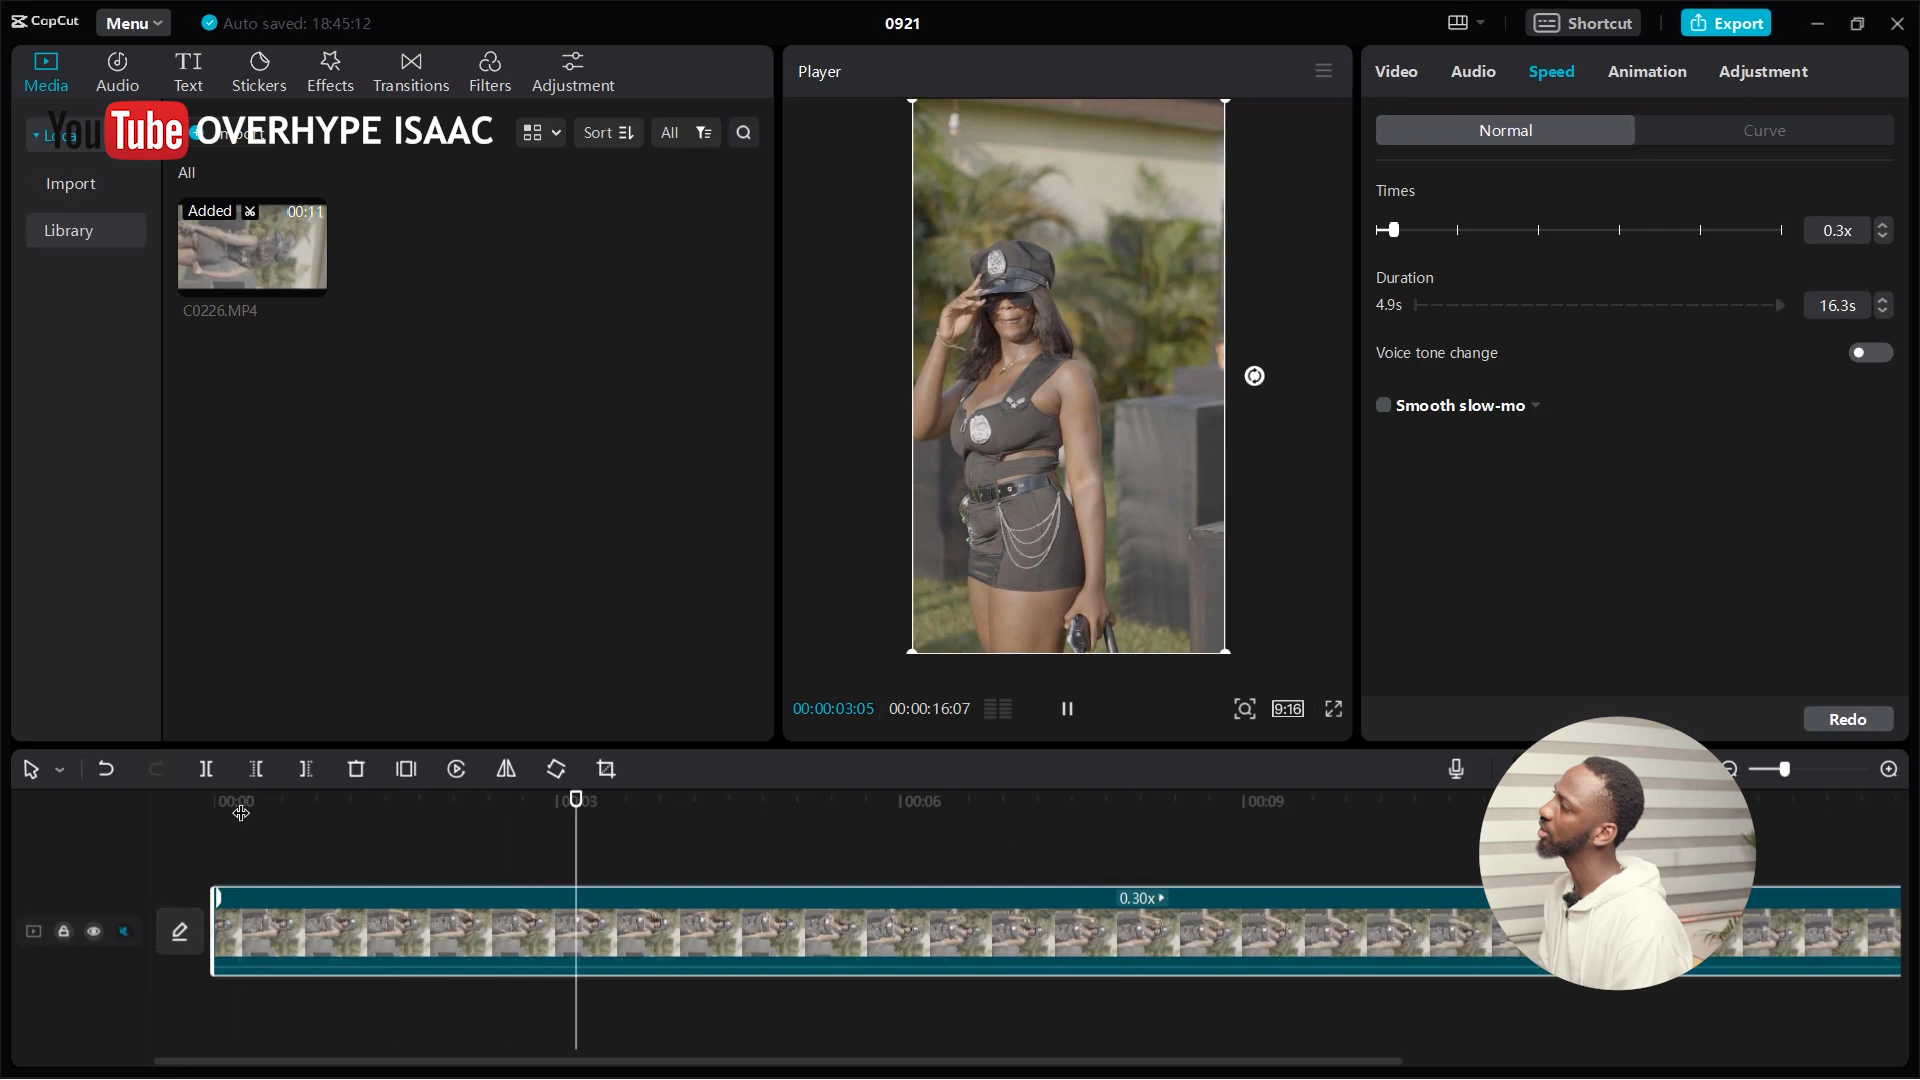 CapCut
Menu
Auto saved: 18:45:12
0921
Shortcut
Export
Media
Audio
Text
Stickers
Effects
Transitions
Filters
Adjustment
Player
Video
Audio
Speed
Animation
Adjustment
YouTube OVERHYPE ISAAC
Sort
All
Normal
Curve
Import
All
Times
Added
00:11
Library
0.3x
Duration
4.9s
16.3s
C0226.MP4
Voice tone change
Smooth slow-mo
00:00:03:05
00:00:16:07
9:16
Redo
00:00
00:03
00:06
00:09
0.30x